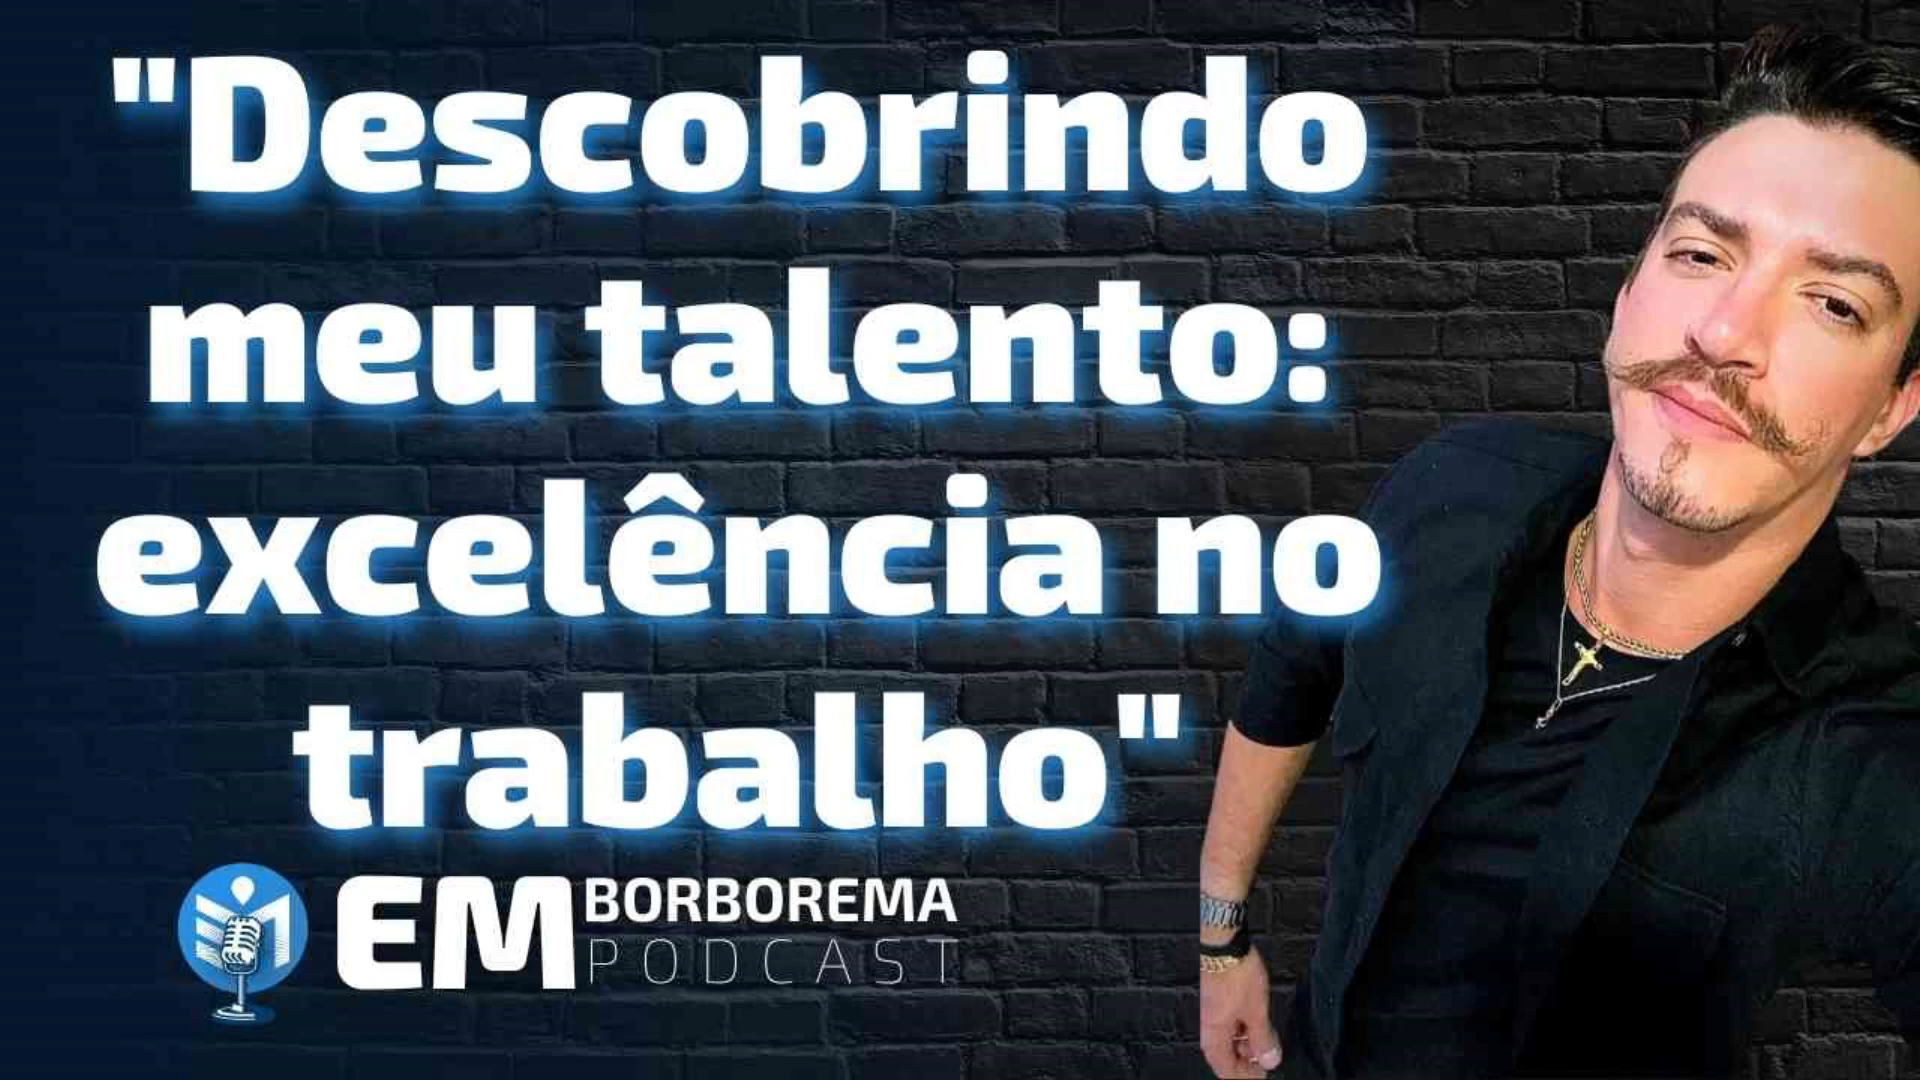 "Descobrindo
meu talento:
excelência no
trabalho"
EM BORBOREMA
PODCAST